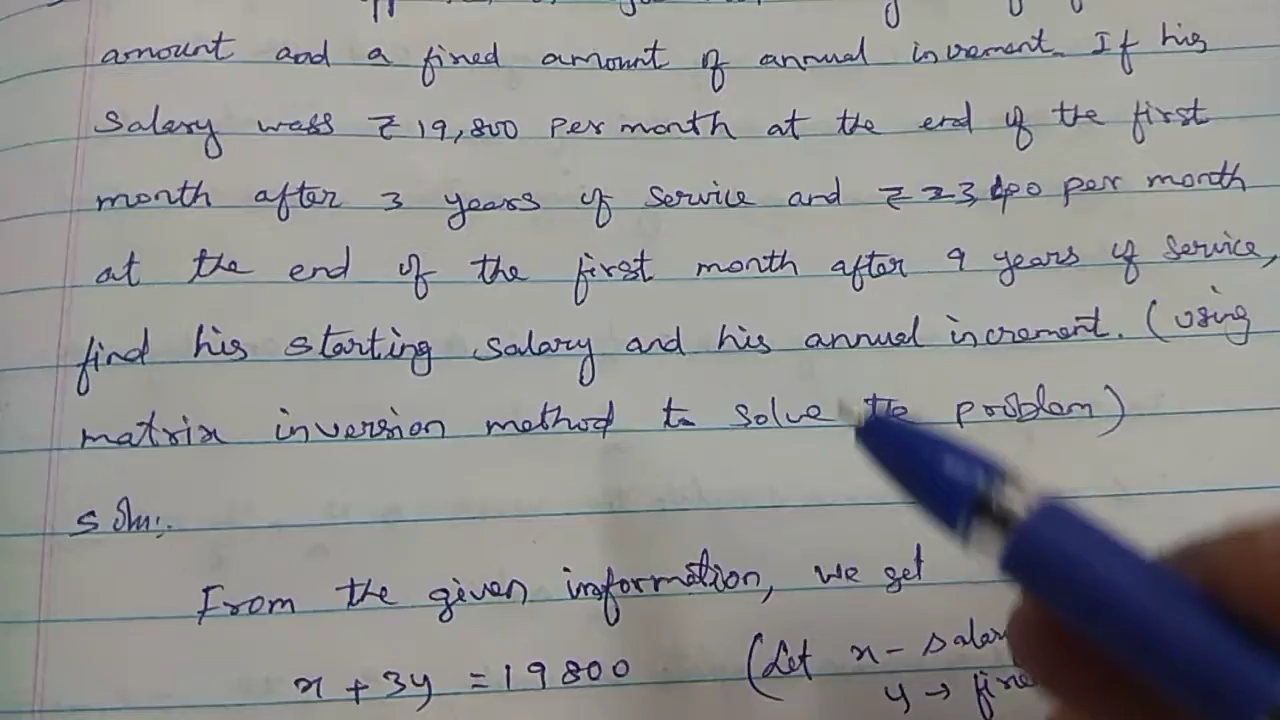 amount and a fined amount of annual increment. If his
Salary wass ₹ 19,800 per month at the end of the first
month after 3 years of service and ₹ 23,400 per month
at the end of the first month after 9 years of service,
find his starting salary and his annual increment. (Using
matrix inversion method to solve the problem)
soln:.
From the given information, we get
x + 3y = 19800 (Let x - salar
y →